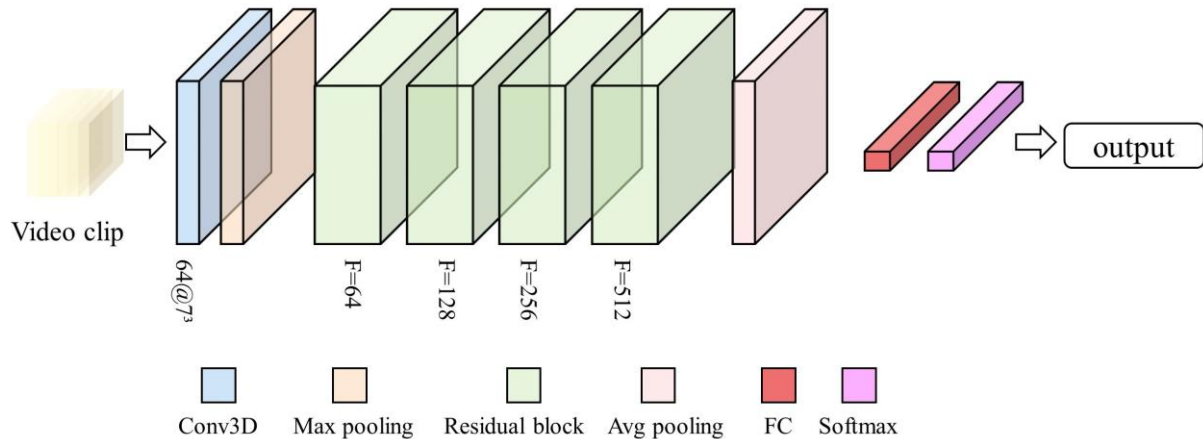 Video clip
output
64@7³
F=64
F=128
F=256
F=512
Conv3D
Max pooling
Residual block
Avg pooling
FC
Softmax